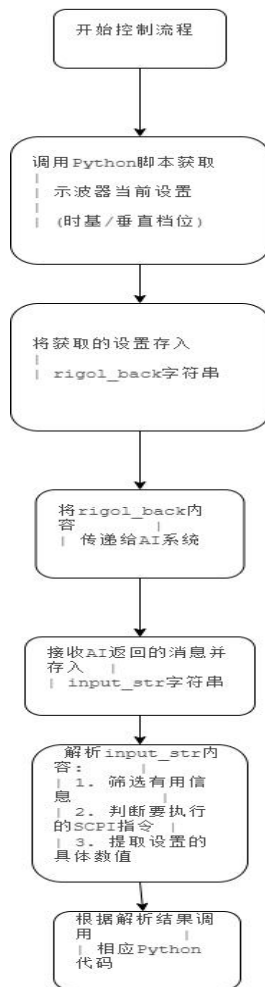 开始控制流程
调用Python脚本获取
|
| 示波器当前设置
|
| (时基/垂直档位)
将获取的设置存入
|
| rigol_back字符串
将rigol_back内
容 |
| 传递给AI系统
接收AI返回的消息并
存入 |
| input_str字符串
解析input_str内
容: |
| 1. 筛选有用信
息 |
| 2. 判断要执行
的SCPI指令 |
| 3. 提取设置的
具体数值
根据解析结果调
用 |
| 相应Python
代码